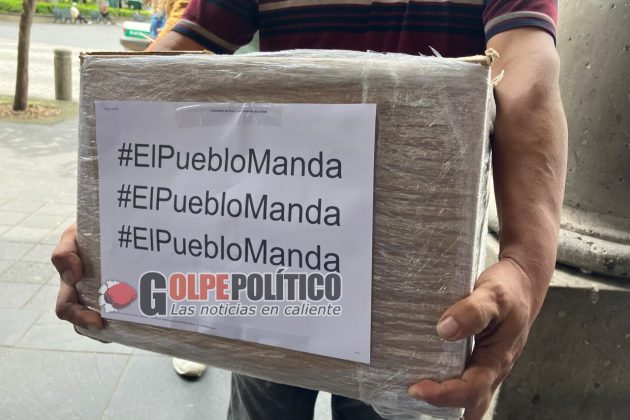 #ElPuebloManda
#ElPuebloManda
#ElPuebloManda
GOLPEPOLÍTICO
Las noticias en caliente